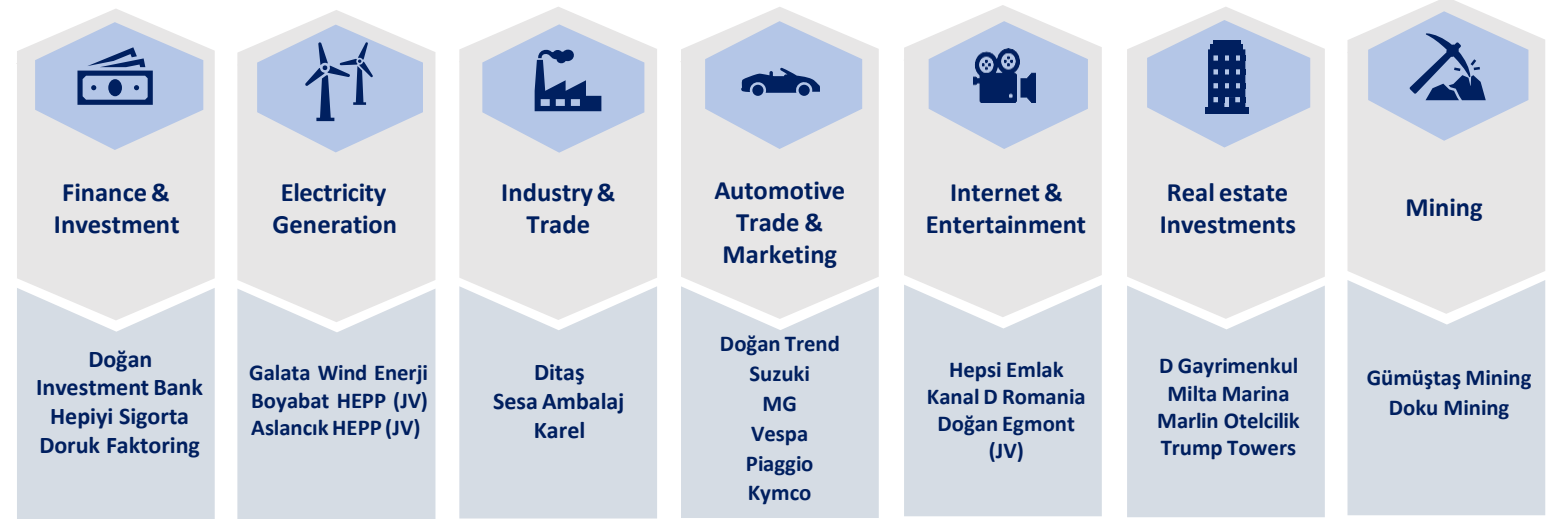 Finance &
Investment
Electricity
Generation
Industry &
Trade
Automotive
Trade &
Marketing
Internet &
Entertainment
Real estate
Investments
Mining
Doğan
Investment Bank
Hepiyi Sigorta
Doruk Faktoring
Galata Wind Enerji
Boyabat HEPP (JV)
Aslancık HEPP (JV)
Ditaş
Sesa Ambalaj
Karel
Doğan Trend
Suzuki
MG
Vespa
Piaggio
Kymco
Hepsi Emlak
Kanal D Romania
Doğan Egmont
(JV)
D Gayrimenkul
Milta Marina
Marlin Otelcilik
Trump Towers
Gümüştaş Mining
Doku Mining